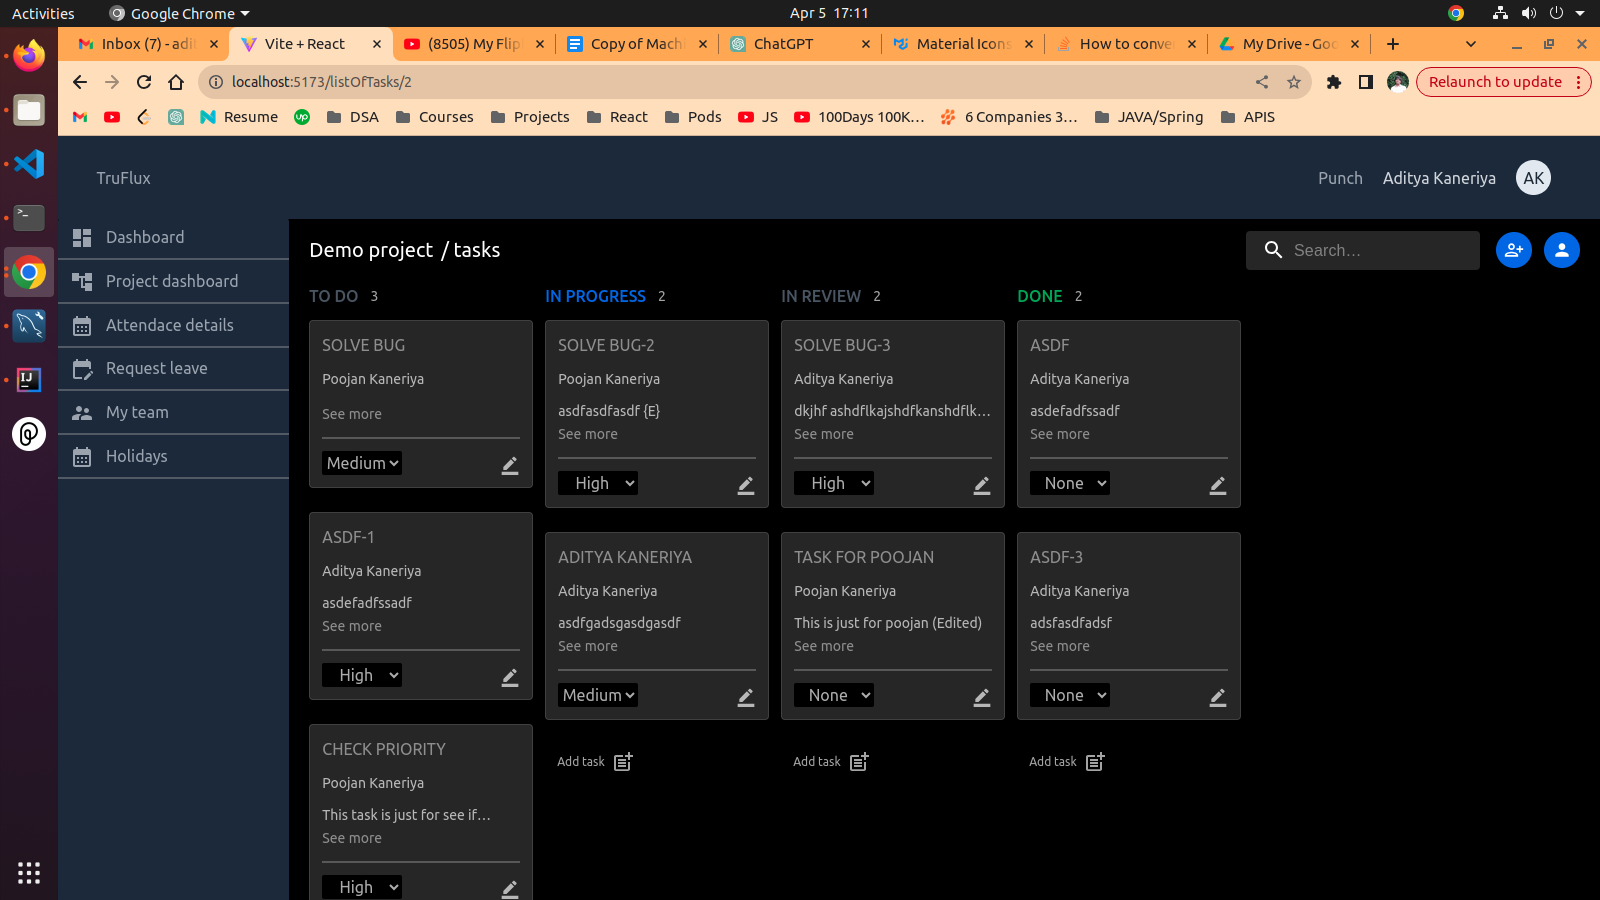 Activities
Google Chrome
Apr 5 17:11
Inbox (7) - adi
Vite + React
(8505) My Flip
Copy of Mach
ChatGPT
Material Icons
How to conve
My Drive - Goo
localhost:5173/listOfTasks/2
Relaunch to update
Resume
DSA
Courses
Projects
React
Pods
JS
100Days 100K...
6 Companies 3...
JAVA/Spring
APIS
TruFlux
Punch
Aditya Kaneriya
AK
Dashboard
Project dashboard
Attendace details
Request leave
My team
Holidays
Demo project / tasks
Search...
TO DO 3
SOLVE BUG
Poojan Kaneriya
See more
Medium
ASDF-1
Aditya Kaneriya
asdefadfssadf
See more
High
CHECK PRIORITY
Poojan Kaneriya
This task is just for see if...
See more
High
IN PROGRESS 2
SOLVE BUG-2
Poojan Kaneriya
asdfasdfasdf {E}
See more
High
ADITYA KANERIYA
Aditya Kaneriya
asdfgadsgasdgasdf
See more
Medium
Add task
IN REVIEW 2
SOLVE BUG-3
Aditya Kaneriya
dkjhf ashdflkajshdfkanshdflk...
See more
High
TASK FOR POOJAN
Poojan Kaneriya
This is just for poojan (Edited)
See more
None
Add task
DONE 2
ASDF
Aditya Kaneriya
asdefadfssadf
See more
None
ASDF-3
Aditya Kaneriya
adsfasdfadsf
See more
None
Add task